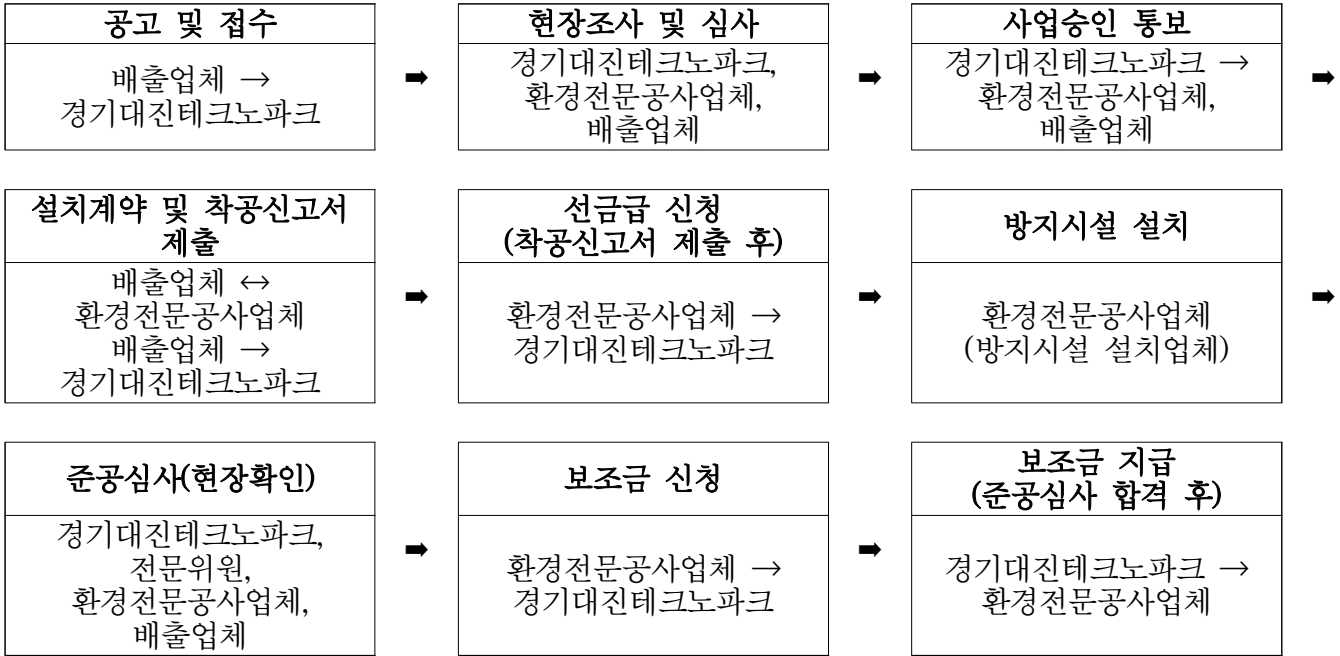 공고 및 접수
배출업체 →
경기대진테크노파크
➡
현장조사 및 심사
경기대진테크노파크,
환경전문공사업체,
배출업체
➡
사업승인 통보
경기대진테크노파크 →
환경전문공사업체,
배출업체
➡
설치계약 및 착공신고서
제출
배출업체 ↔
환경전문공사업체
배출업체 →
경기대진테크노파크
➡
선금급 신청
(착공신고서 제출 후)
환경전문공사업체 →
경기대진테크노파크
➡
방지시설 설치
환경전문공사업체
(방지시설 설치업체)
➡
준공심사(현장확인)
경기대진테크노파크,
전문위원,
환경전문공사업체,
배출업체
➡
보조금 신청
환경전문공사업체 →
경기대진테크노파크
➡
보조금 지급
(준공심사 합격 후)
경기대진테크노파크 →
환경전문공사업체